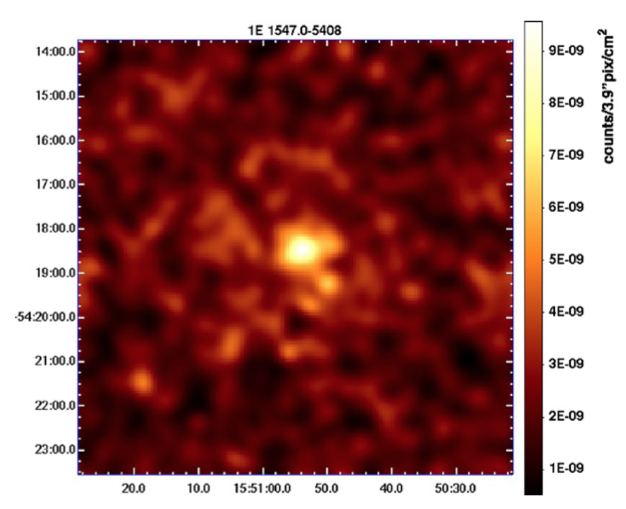 1E 1547.0-5408
14:00.0
15:00.0
16:00.0
17:00.0
18:00.0
19:00.0
-54:20:00.0
21:00.0
22:00.0
23:00.0
20.0 10.0 15:51:00.0 50.0 40.0 50:30.0
9E-09
8E-09
7E-09
6E-09
5E-09
4E-09
3E-09
2E-09
1E-09
counts/3.9"pix/cm²